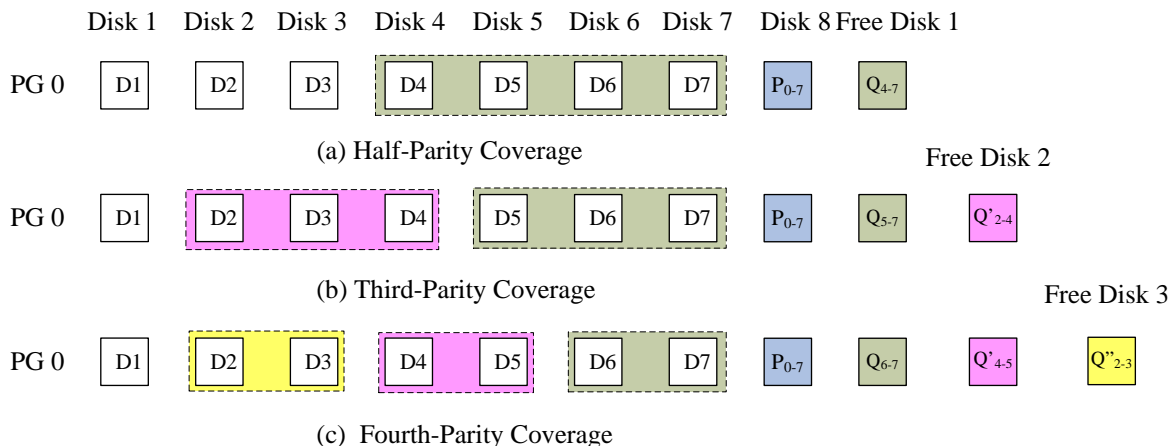 Disk 1 Disk 2 Disk 3 Disk 4 Disk 5 Disk 6 Disk 7 Disk 8 Free Disk 1
PG 0 D1 D2 D3 D4 D5 D6 D7 P0-7 Q4-7
(a) Half-Parity Coverage
Free Disk 2
PG 0 D1 D2 D3 D4 D5 D6 D7 P0-7 Q5-7 Q’2-4
(b) Third-Parity Coverage
Free Disk 3
PG 0 D1 D2 D3 D4 D5 D6 D7 P0-7 Q6-7 Q’4-5 Q”2-3
(c) Fourth-Parity Coverage